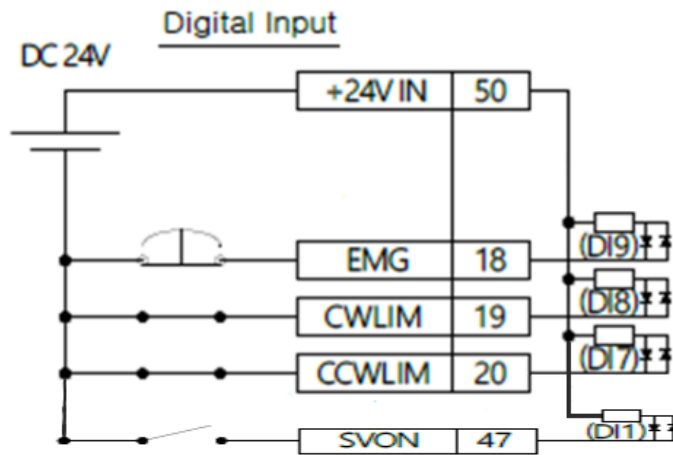 Digital Input
DC 24V
+24V IN 50
EMG 18 (DI9)
CWLIM 19 (DI8)
CCWLIM 20 (DI7)
SVON 47 (DI1)